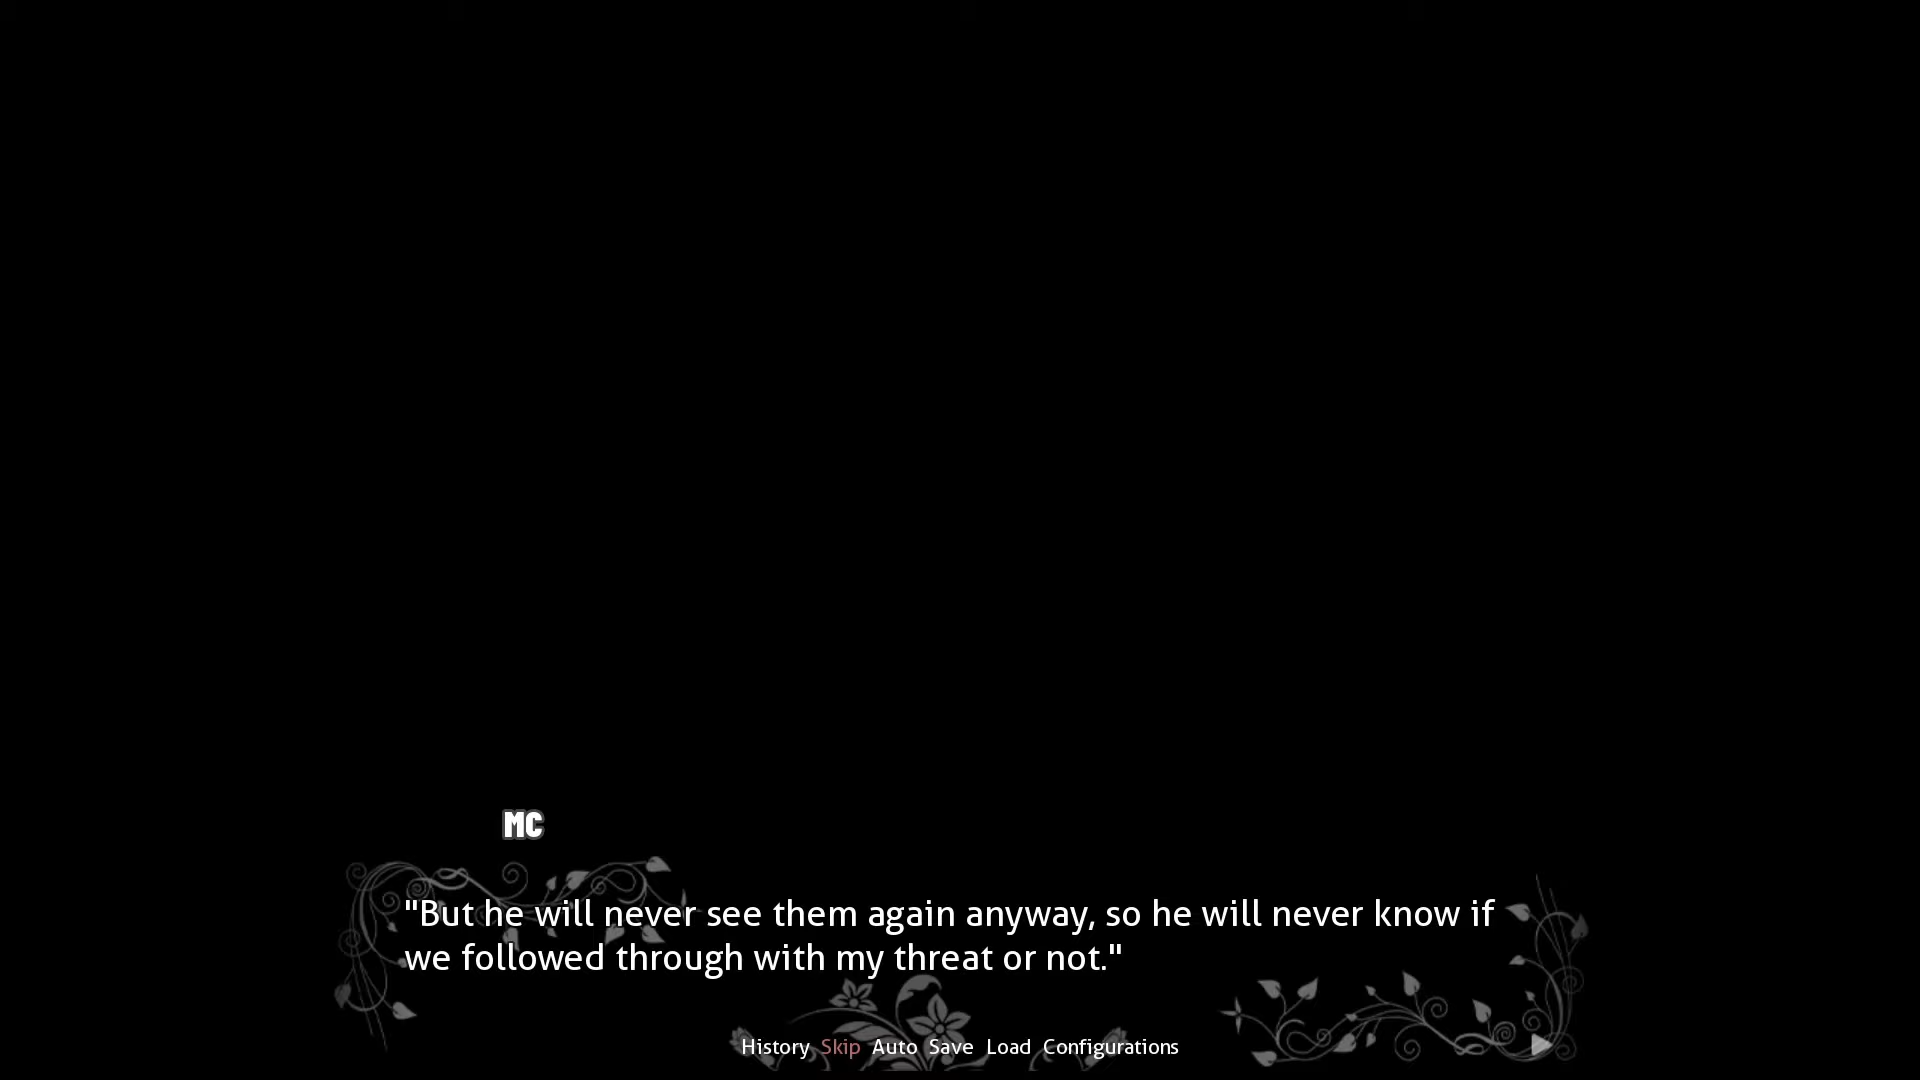 MC
"But he will never see them again anyway, so he will never know if
we followed through with my threat or not."
History Skip Auto Save Load Configurations